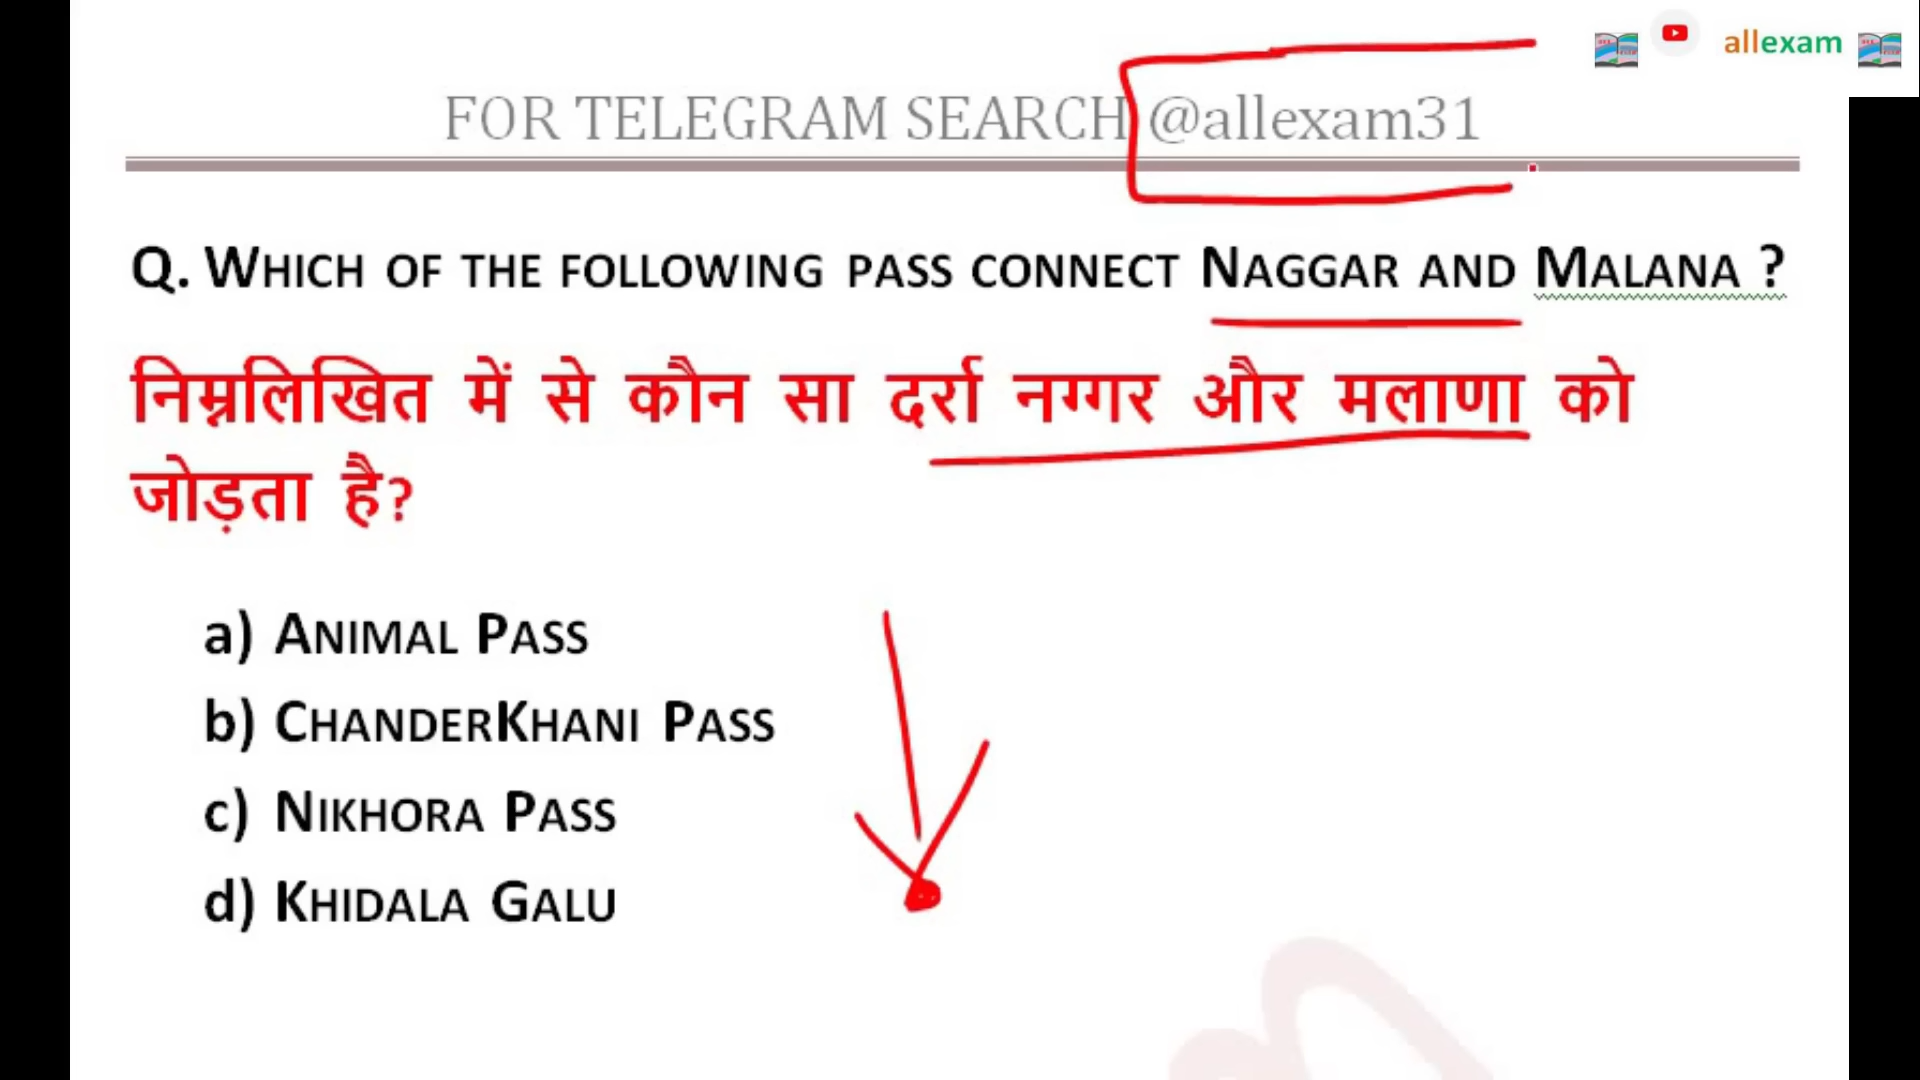 allexam
FOR TELEGRAM SEARCH @allexam31
Q. WHICH OF THE FOLLOWING PASS CONNECT NAGGAR AND MALANA ?
निम्नलिखित में से कौन सा दर्रा नग्गर और मलाणा को
जोड़ता है?
a) ANIMAL PASS
b) CHANDERKHANI PASS
c) NIKHORA PASS
d) KHIDALA GALU